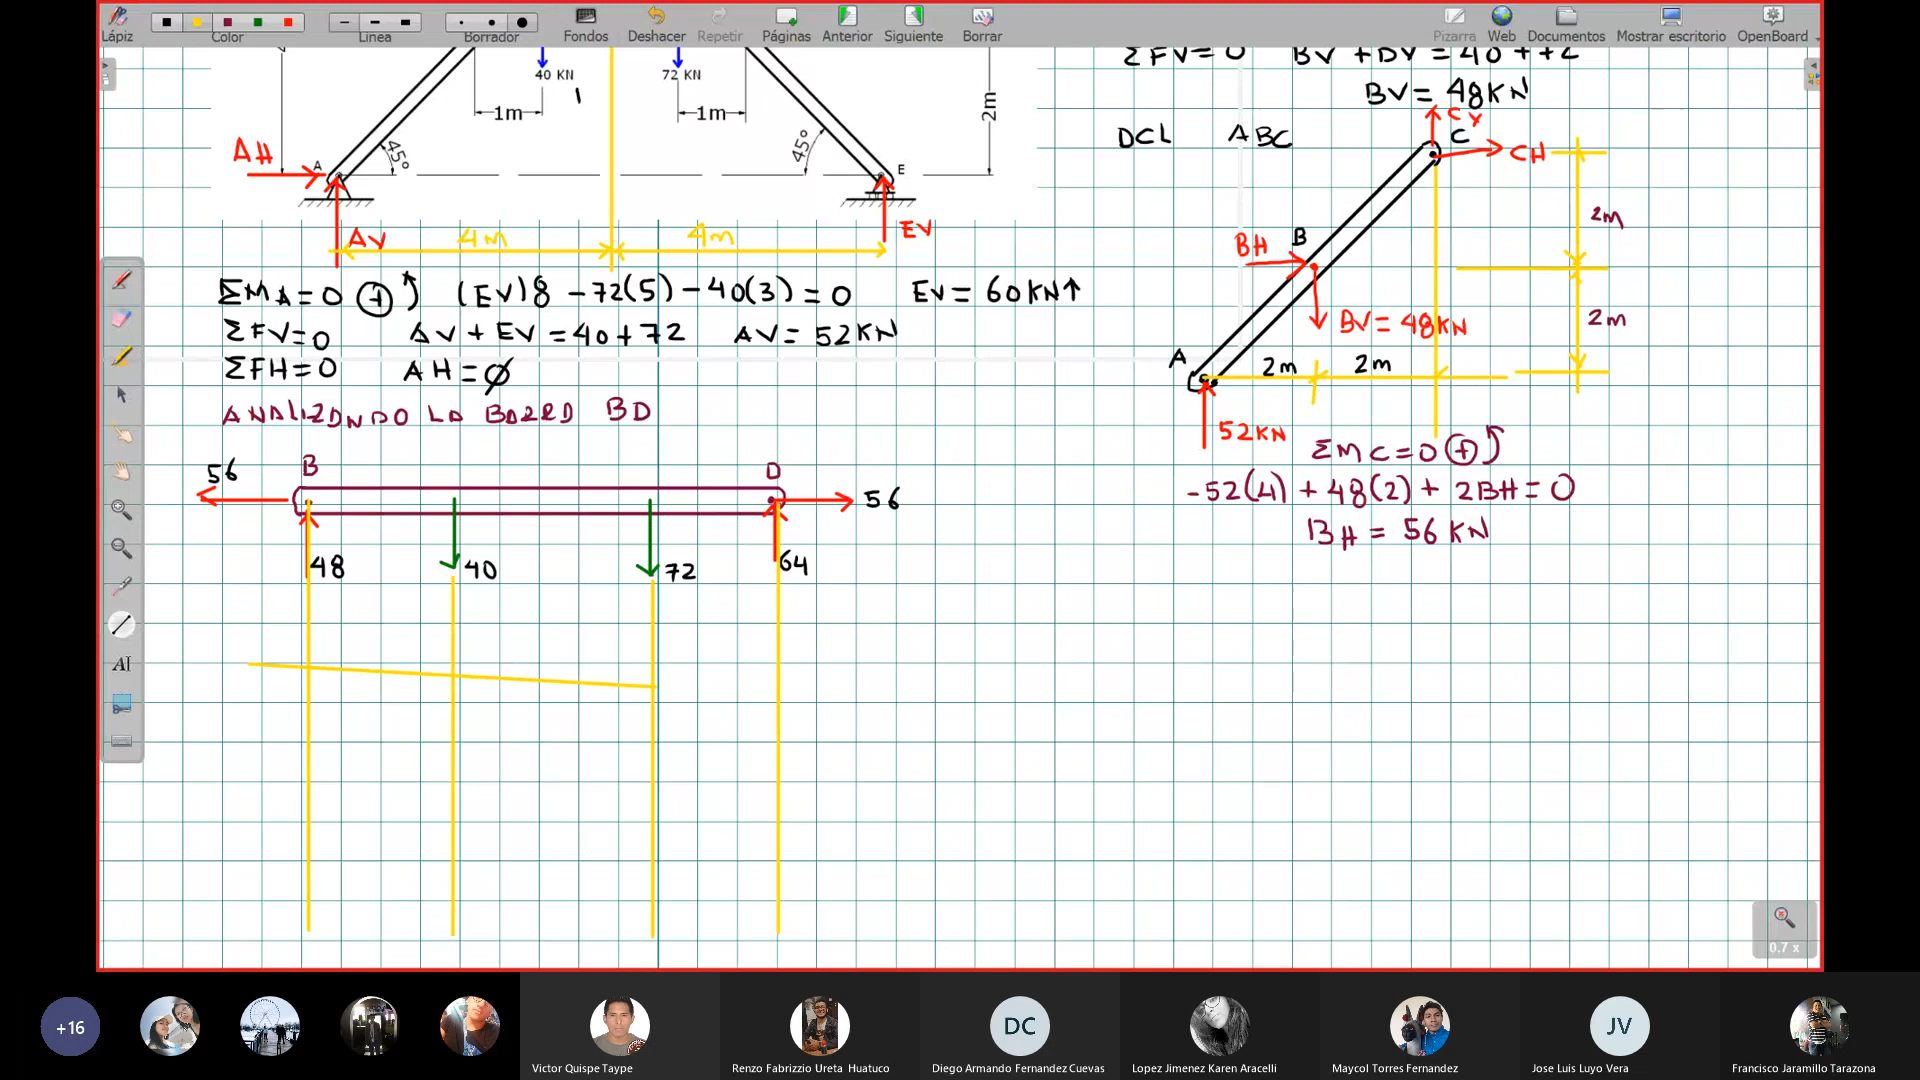 Lápiz
Color
Linea
Borrador
Fondos
Deshacer
Repetir
Páginas
Anterior
Siguiente
Borrar
Pizarra
Web
Documentos
Mostrar escritorio
OpenBoard
40 KN
72 KN
1m
1m
2m
45°
45°
AH
A
E
AV
EV
4m
4m
ΣMA=0 (+) (EV)8 -72(5) -40(3) = 0 EV= 60KN↑
ΣFV=0 AV + EV = 40+72 AV= 52KN
ΣFH=0 AH=∅
ANALIZANDO LA BARRA BD
56
B
D
56
48
40
72
64
ΣFV=0 BV + DV = 40 +72
BV= 48KN
DCL ABC
CY
C
CH
2m
BH
B
BV= 48KN
2m
A
2m
2m
52KN
ΣMC=0 (+)
-52(4) + 48(2) + 2BH= 0
BH = 56 KN
AI
0.7 x
+16
DC
JV
Victor Quispe Taype
Renzo Fabrizzio Ureta Huatuco
Diego Armando Fernandez Cuevas
Lopez Jimenez Karen Aracelli
Maycol Torres Fernandez
Jose Luis Luyo Vera
Francisco Jaramillo Tarazona